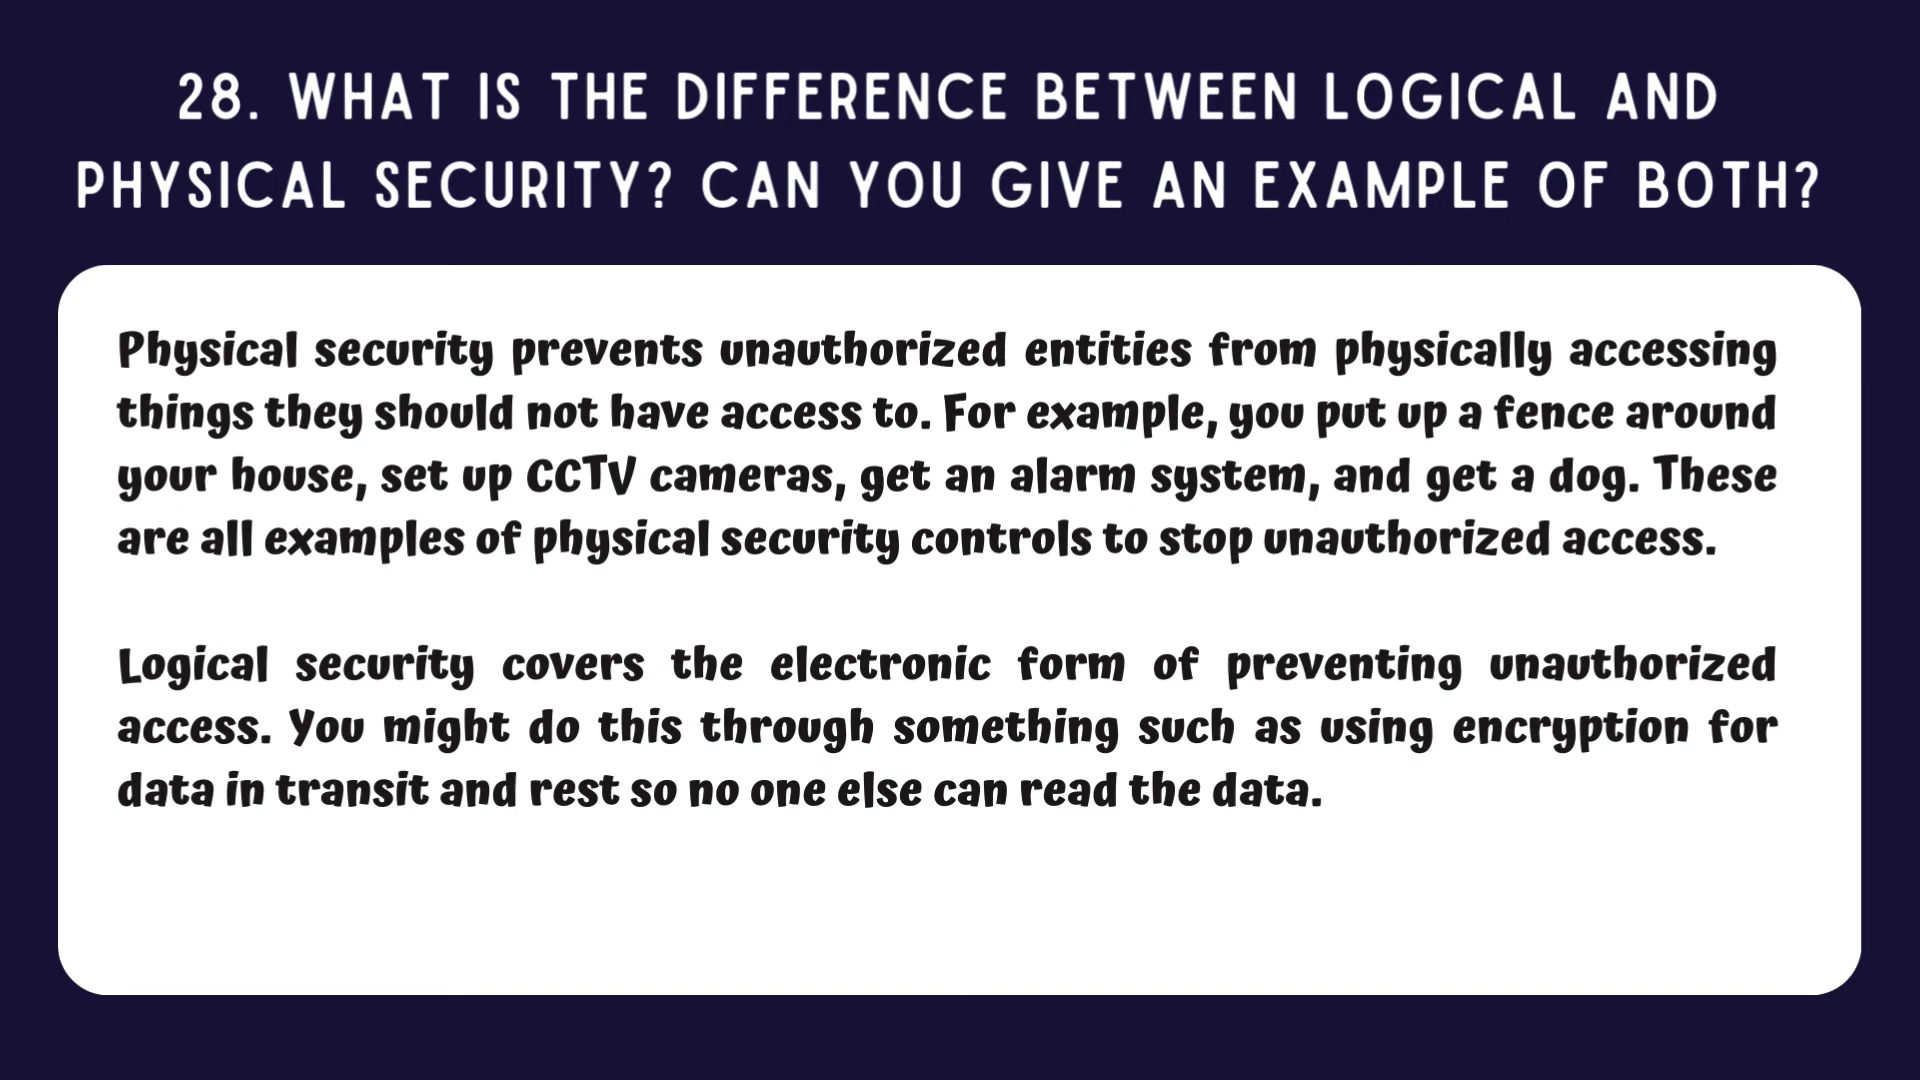 28. WHAT IS THE DIFFERENCE BETWEEN LOGICAL AND
PHYSICAL SECURITY? CAN YOU GIVE AN EXAMPLE OF BOTH?
Physical security prevents unauthorized entities from physically accessing
things they should not have access to. For example, you put up a fence around
your house, set up CCTV cameras, get an alarm system, and get a dog. These
are all examples of physical security controls to stop unauthorized access.
Logical security covers the electronic form of preventing unauthorized
access. You might do this through something such as using encryption for
data in transit and rest so no one else can read the data.